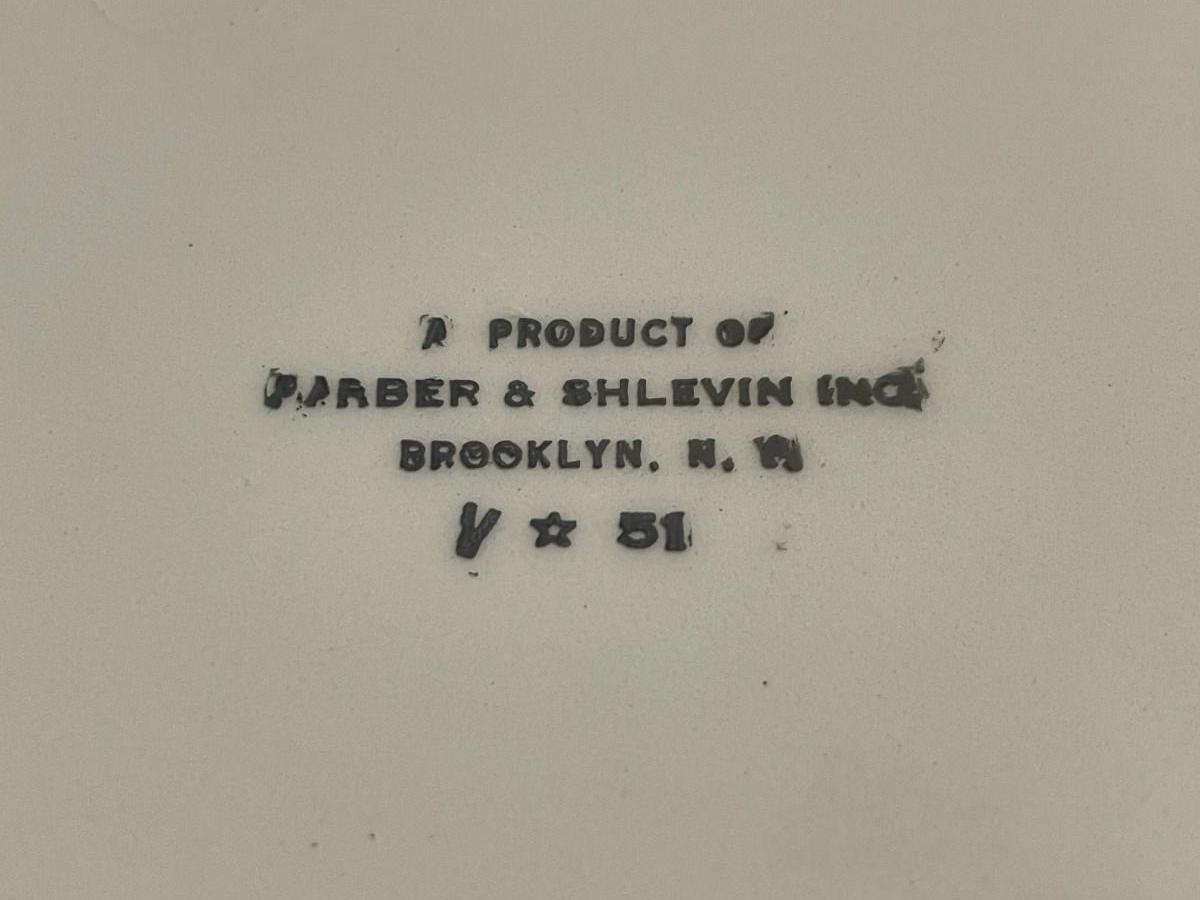 A PRODUCT OF
FARBER & SHLEVIN INC.
BROOKLYN, N. Y.
V ☆ 51